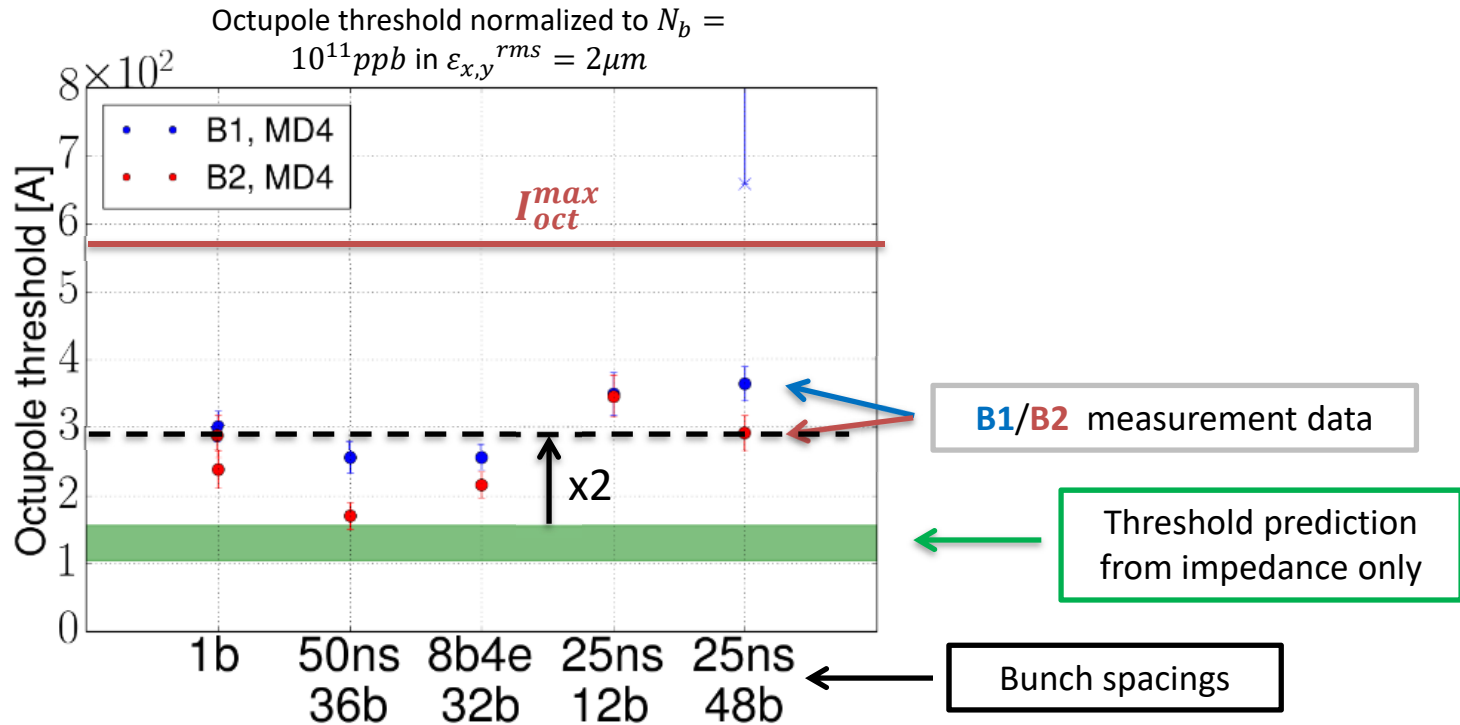 Octupole threshold normalized to N_b =
10^11 ppb in ε_x,y^rms = 2μm
8×10^2
7
6
5
4
3
2
1
0
Octupole threshold [A]
B1, MD4
B2, MD4
I_oct^max
x2
1b
50ns
36b
8b4e
32b
25ns
12b
25ns
48b
B1/B2 measurement data
Threshold prediction
from impedance only
Bunch spacings